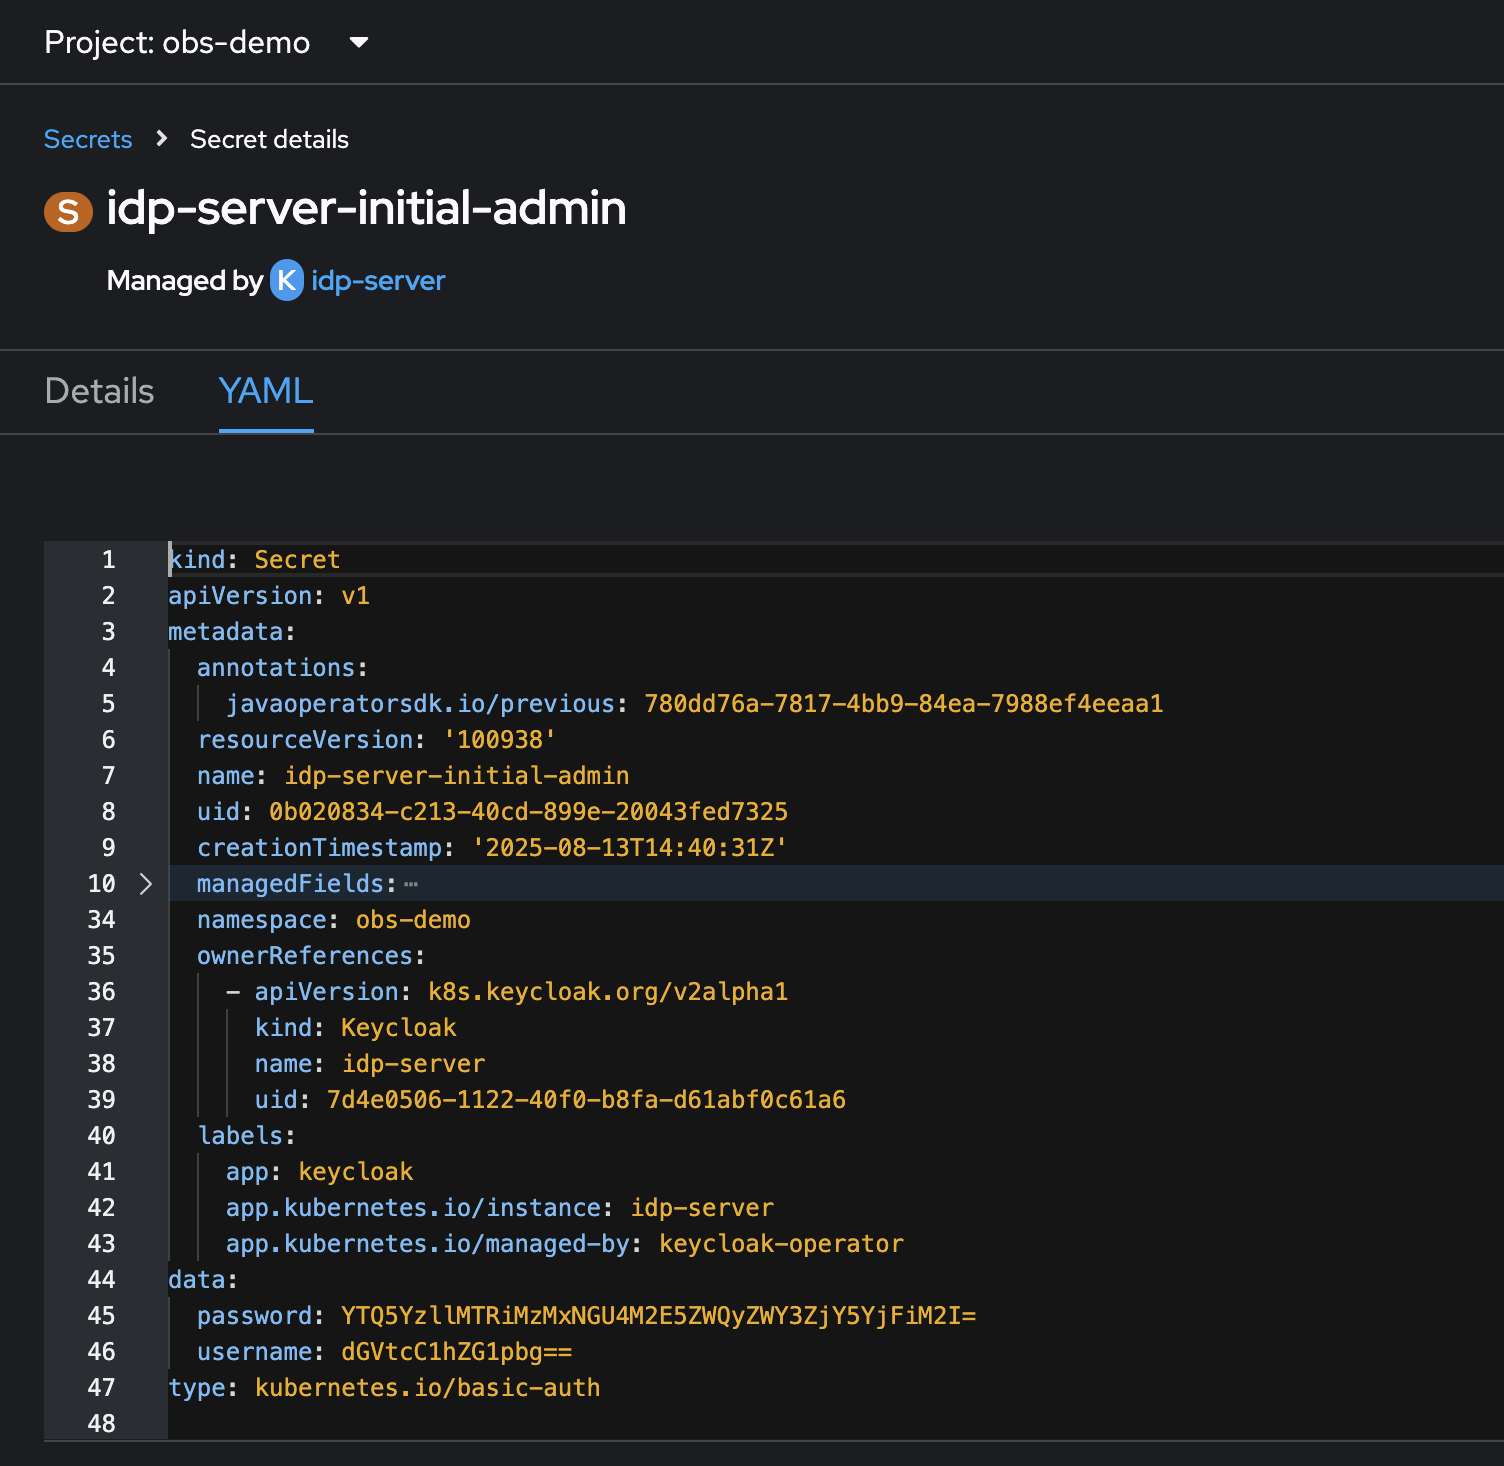 Project: obs-demo
Secrets > Secret details
S idp-server-initial-admin
Managed by K idp-server
Details YAML
1 kind: Secret
2 apiVersion: v1
3 metadata:
4 annotations:
5 javaoperatorsdk.io/previous: 780dd76a-7817-4bb9-84ea-7988ef4eeaa1
6 resourceVersion: '100938'
7 name: idp-server-initial-admin
8 uid: 0b020834-c213-40cd-899e-20043fed7325
9 creationTimestamp: '2025-08-13T14:40:31Z'
10 managedFields: ⋯
34 namespace: obs-demo
35 ownerReferences:
36 - apiVersion: k8s.keycloak.org/v2alpha1
37 kind: Keycloak
38 name: idp-server
39 uid: 7d4e0506-1122-40f0-b8fa-d61abf0c61a6
40 labels:
41 app: keycloak
42 app.kubernetes.io/instance: idp-server
43 app.kubernetes.io/managed-by: keycloak-operator
44 data:
45 password: YTQ5YzllMTRiMzMxNGU4M2E5ZWQyZWY3ZjY5YjFiM2I=
46 username: dGVtcC1hZG1pbg==
47 type: kubernetes.io/basic-auth
48